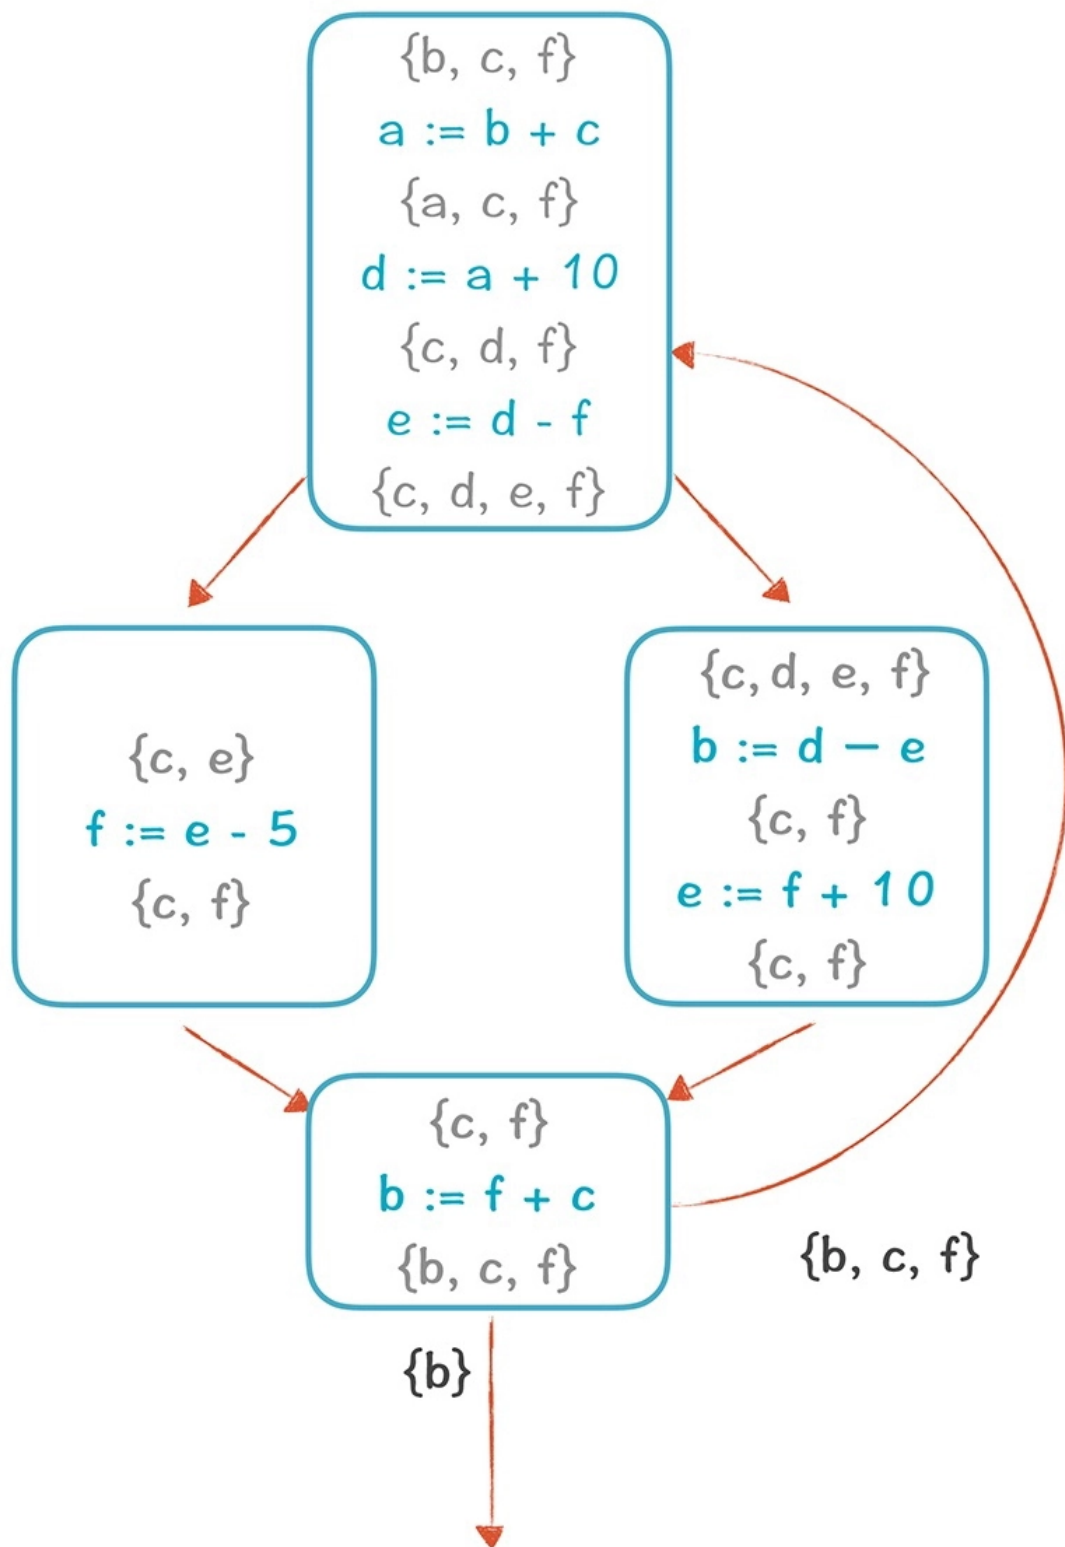 {b, c, f}
a := b + c
{a, c, f}
d := a + 10
{c, d, f}
e := d - f
{c, d, e, f}
{c, e}
f := e - 5
{c, f}
{c, d, e, f}
b := d — e
{c, f}
e := f + 10
{c, f}
{c, f}
b := f + c
{b, c, f}
{b, c, f}
{b}